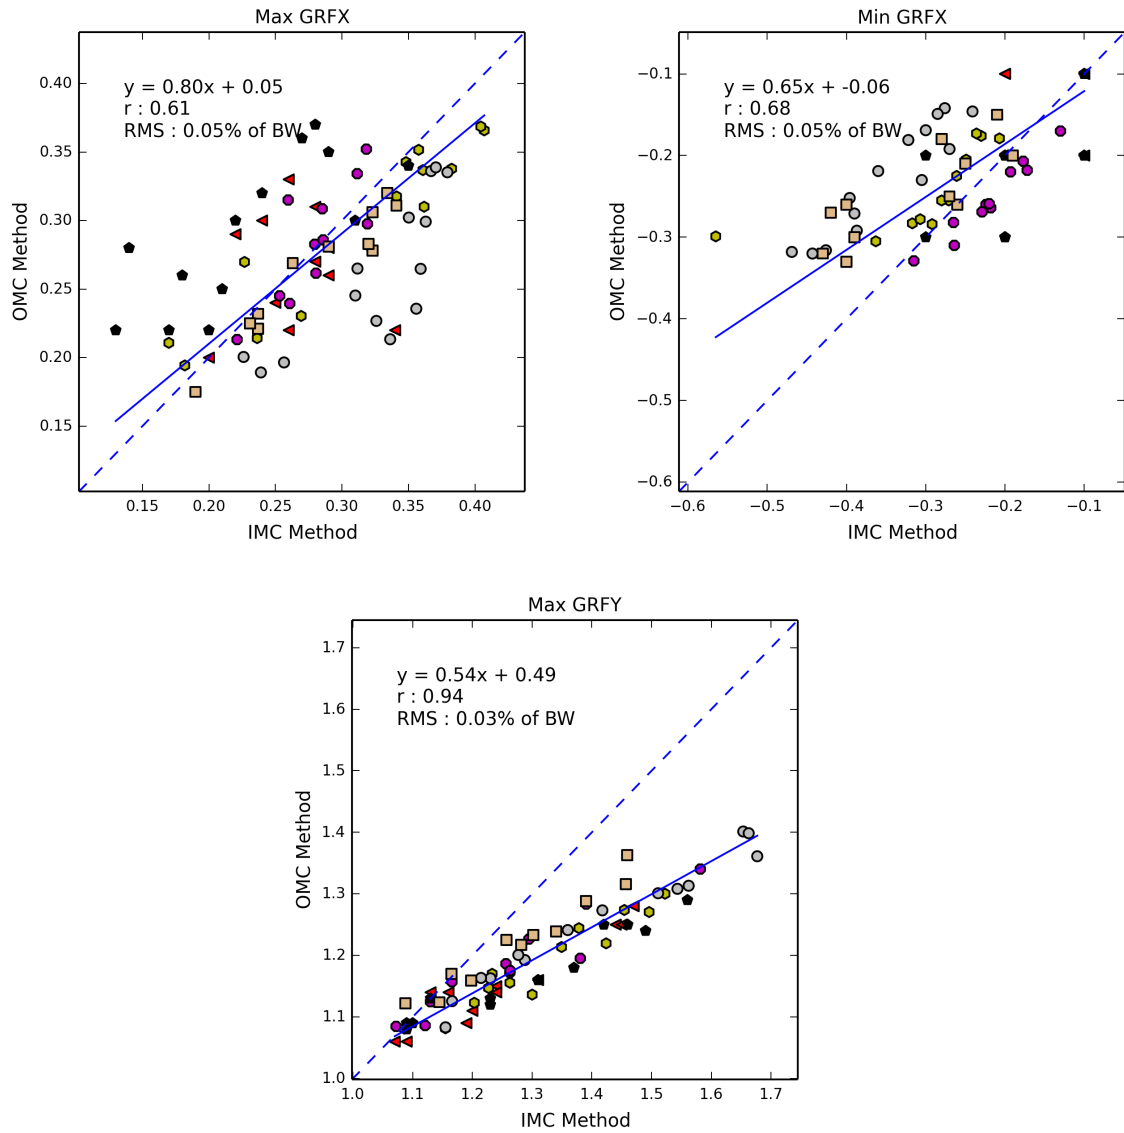 Max GRFX
y = 0.80x + 0.05
r : 0.61
RMS : 0.05% of BW
0.40
0.35
0.30
0.25
0.20
0.15
OMC Method
0.15 0.20 0.25 0.30 0.35 0.40
IMC Method
Min GRFX
y = 0.65x + -0.06
r : 0.68
RMS : 0.05% of BW
−0.1
−0.2
−0.3
−0.4
−0.5
−0.6
OMC Method
−0.6 −0.5 −0.4 −0.3 −0.2 −0.1
IMC Method
Max GRFY
y = 0.54x + 0.49
r : 0.94
RMS : 0.03% of BW
1.7
1.6
1.5
1.4
1.3
1.2
1.1
1.0
OMC Method
1.0 1.1 1.2 1.3 1.4 1.5 1.6 1.7
IMC Method